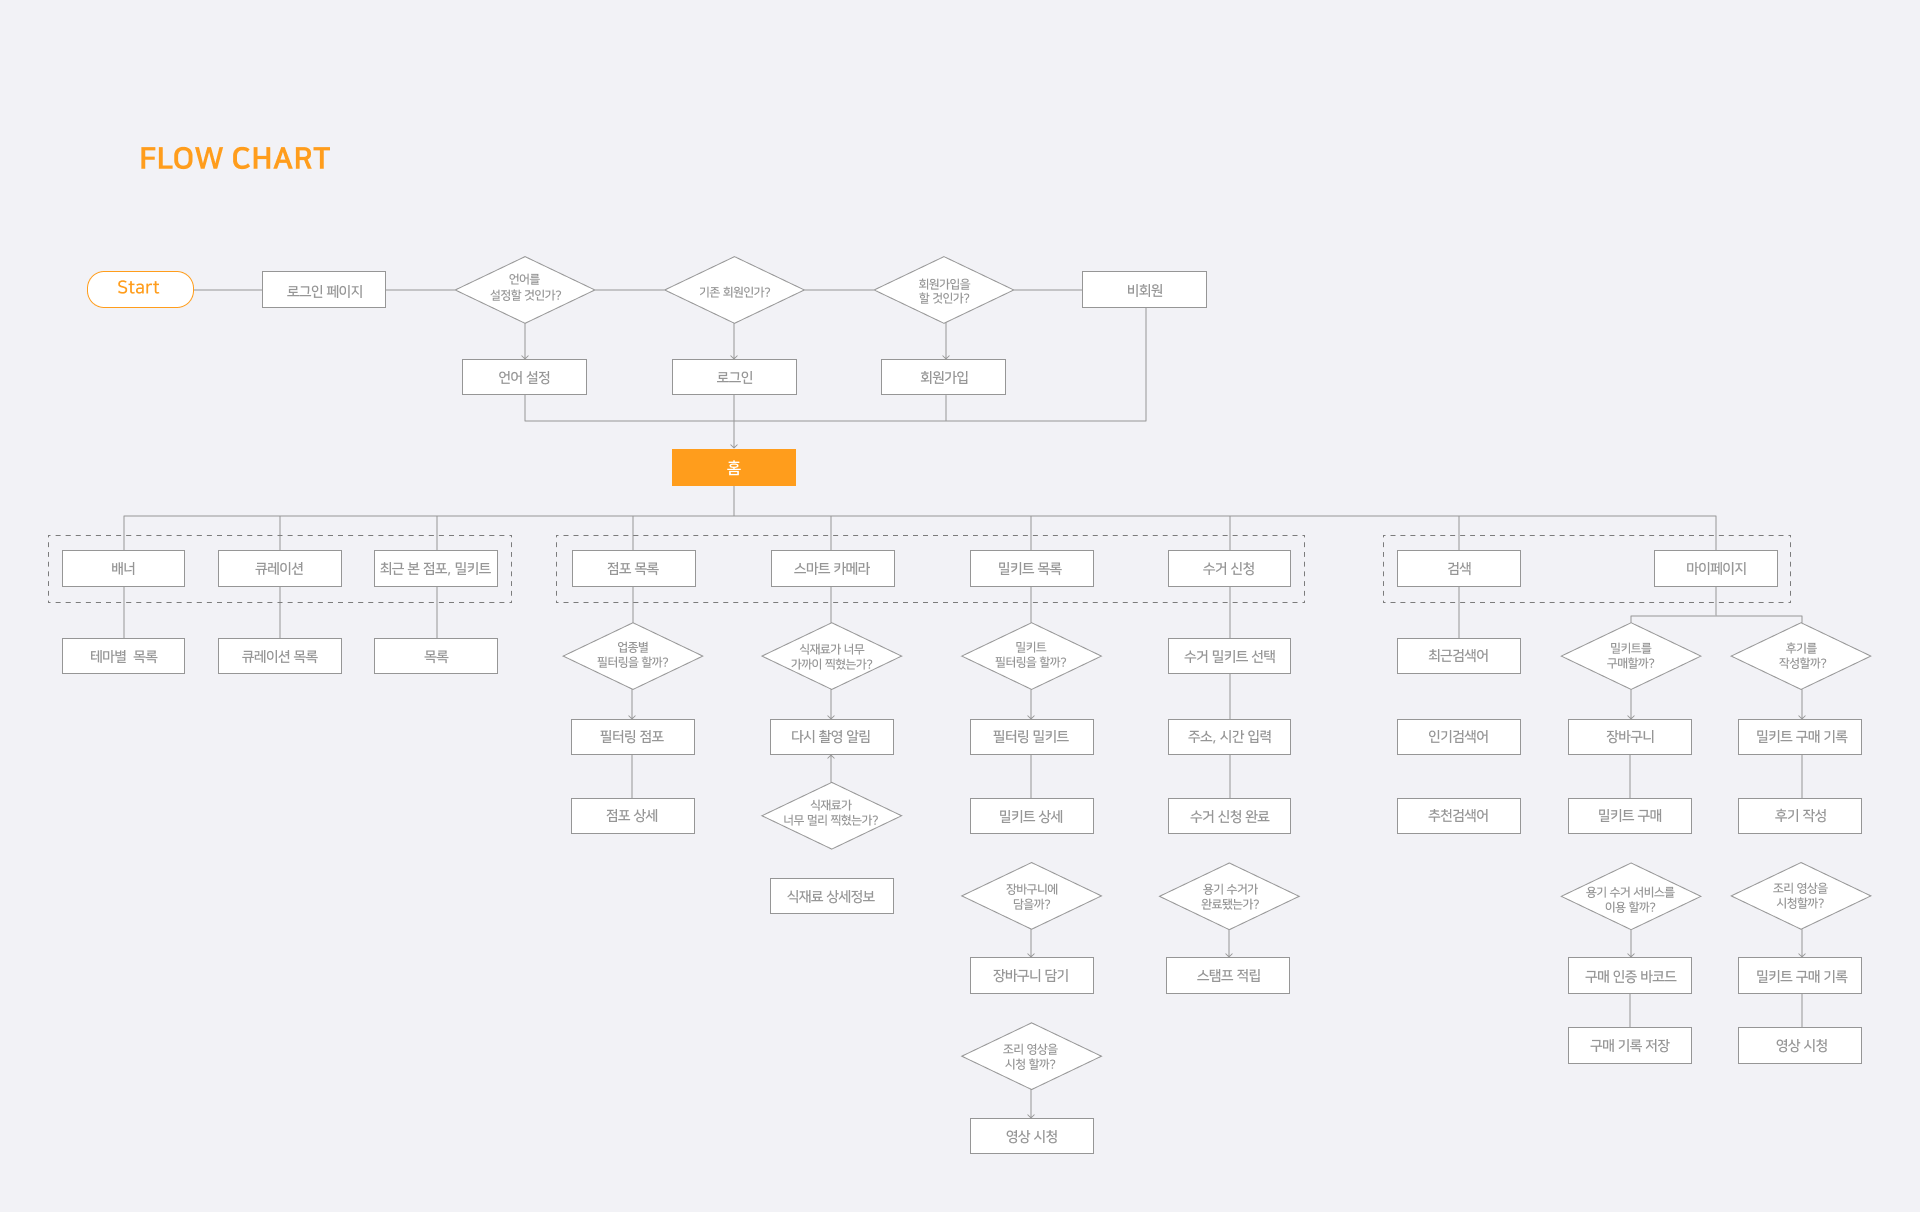 FLOW CHART
Start
로그인 페이지
언어를
설정할 것인가?
기존 회원인가?
회원가입을
할 것인가?
비회원
언어 설정
로그인
회원가입
홈
배너
큐레이션
최근 본 점포, 밀키트
점포 목록
스마트 카메라
밀키트 목록
수거 신청
검색
마이페이지
테마별 목록
큐레이션 목록
목록
업종별
필터링을 할까?
식재료가 너무
가까이 찍혔는가?
밀키트
필터링을 할까?
수거 밀키트 선택
최근검색어
밀키트를
구매할까?
후기를
작성할까?
필터링 점포
다시 촬영 알림
필터링 밀키트
주소, 시간 입력
인기검색어
장바구니
밀키트 구매 기록
점포 상세
식재료가
너무 멀리 찍혔는가?
밀키트 상세
수거 신청 완료
추천검색어
밀키트 구매
후기 작성
식재료 상세정보
장바구니에
담을까?
용기 수거가
완료됐는가?
용기 수거 서비스를
이용 할까?
조리 영상을
시청할까?
장바구니 담기
스탬프 적립
구매 인증 바코드
밀키트 구매 기록
조리 영상을
시청 할까?
구매 기록 저장
영상 시청
영상 시청